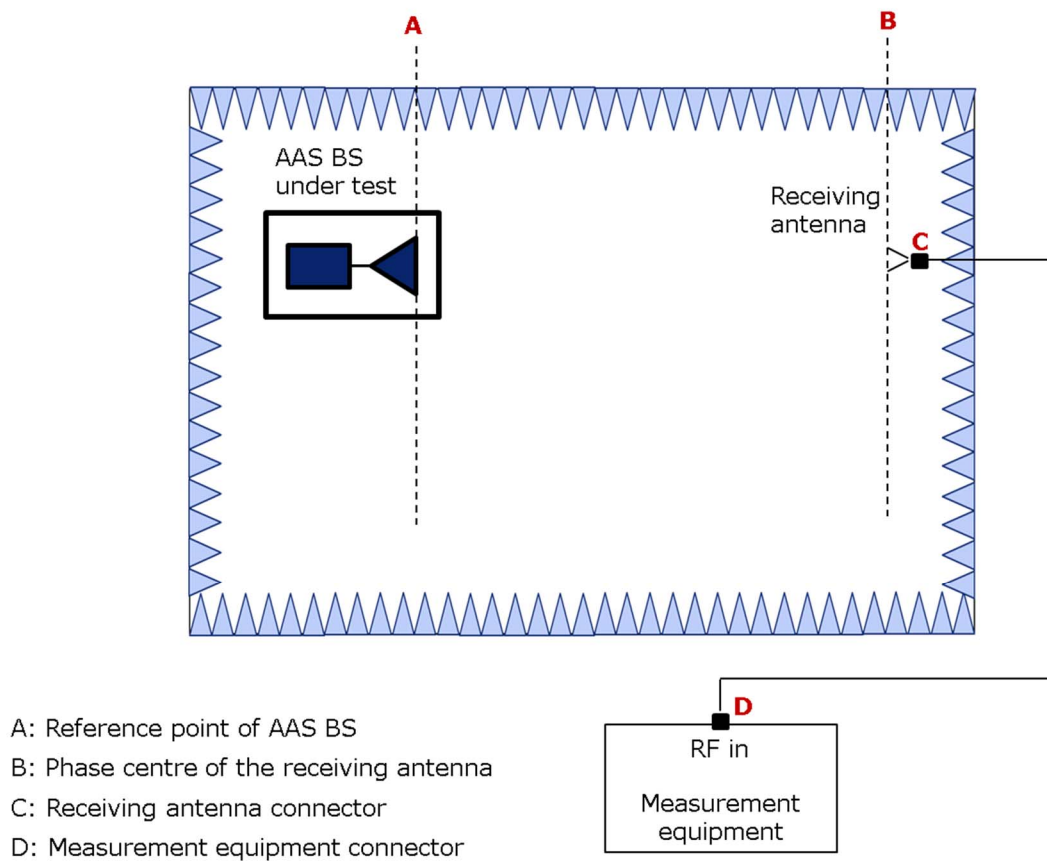 A
B
AAS BS
under test
Receiving
antenna
C
D
RF in
Measurement
equipment
A: Reference point of AAS BS
B: Phase centre of the receiving antenna
C: Receiving antenna connector
D: Measurement equipment connector